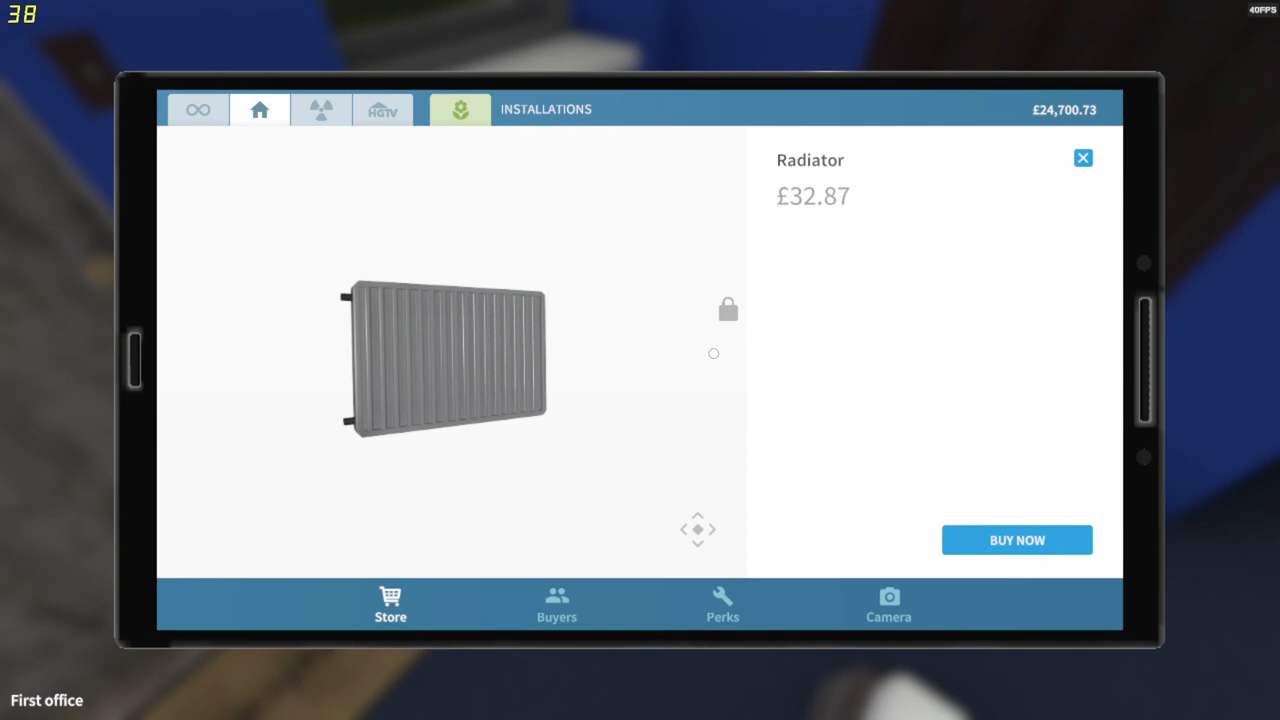 38
40FPS
HGTV
INSTALLATIONS
£24,700.73
Radiator
£32.87
BUY NOW
Store
Buyers
Perks
Camera
First office